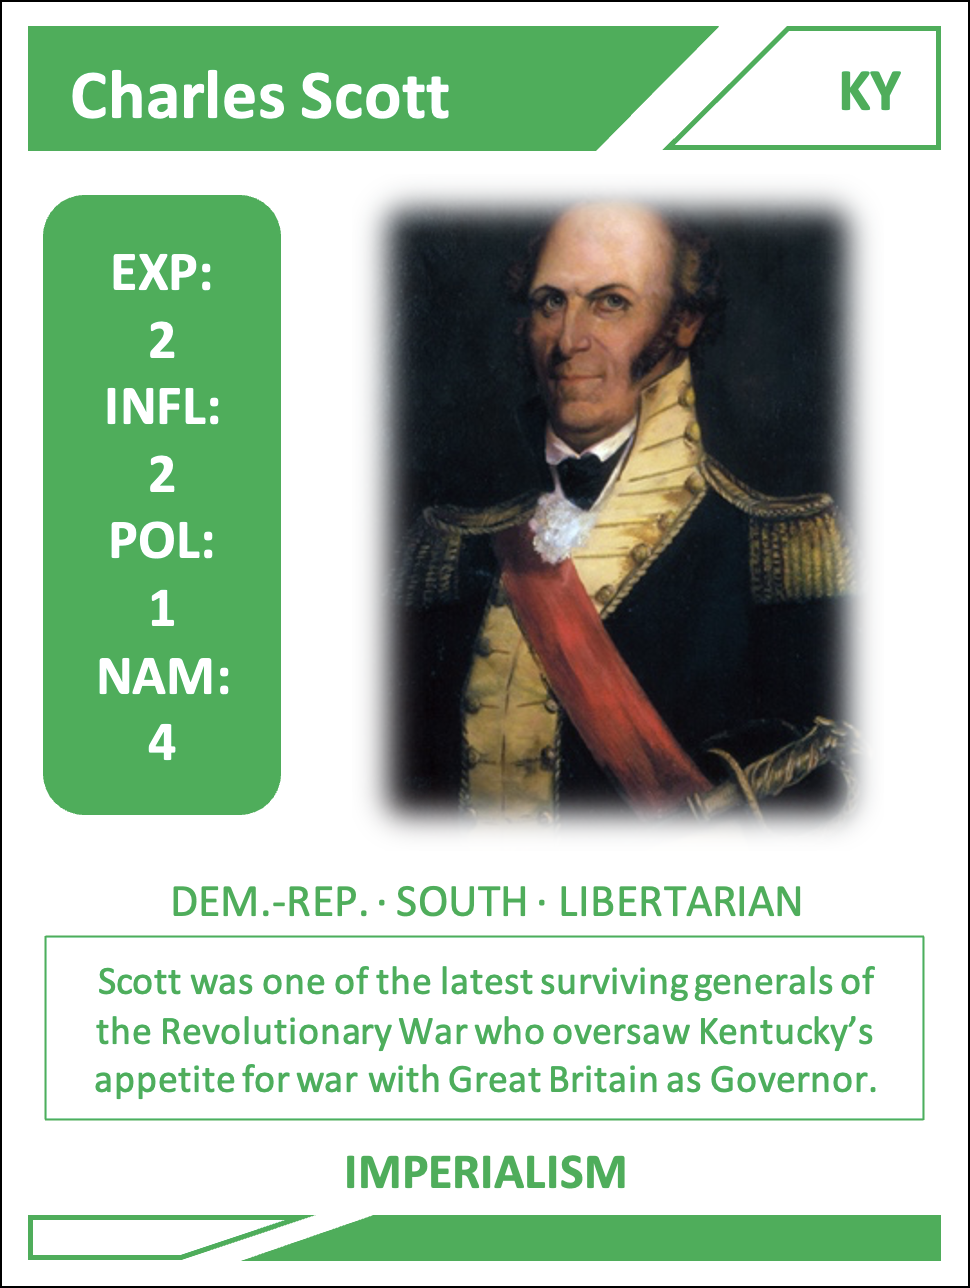 Charles Scott
KY
EXP:
2
INFL:
2
POL:
1
NAM:
4
DEM.-REP. · SOUTH · LIBERTARIAN
Scott was one of the latest surviving generals of
the Revolutionary War who oversaw Kentucky’s
appetite for war with Great Britain as Governor.
IMPERIALISM